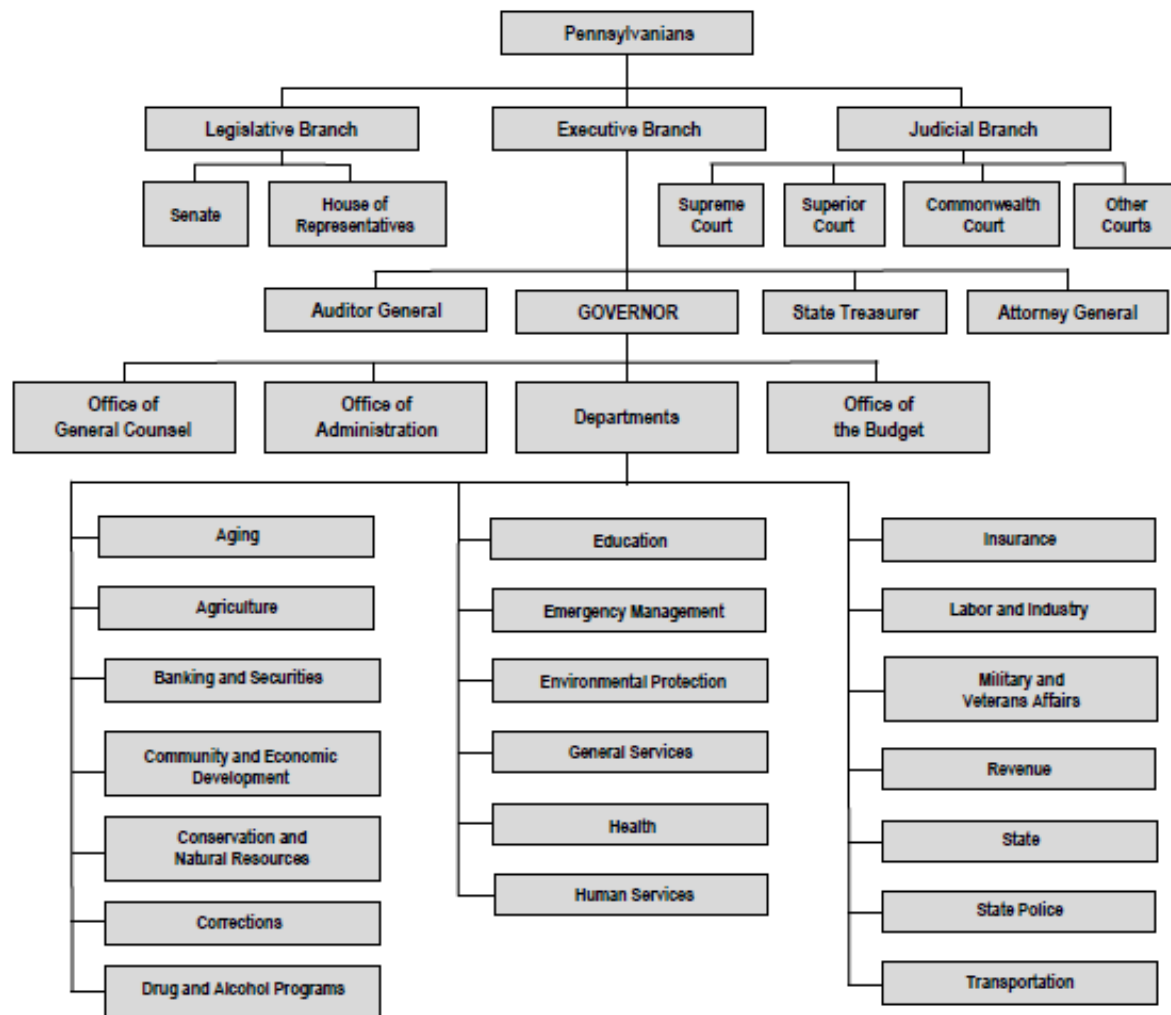 Pennsylvanians
Legislative Branch
Executive Branch
Judicial Branch
Senate
House of
Representatives
Supreme
Court
Superior
Court
Commonwealth
Court
Other
Courts
Auditor General
GOVERNOR
State Treasurer
Attorney General
Office of
General Counsel
Office of
Administration
Departments
Office of
the Budget
Aging
Agriculture
Banking and Securities
Community and Economic
Development
Conservation and
Natural Resources
Corrections
Drug and Alcohol Programs
Education
Emergency Management
Environmental Protection
General Services
Health
Human Services
Insurance
Labor and Industry
Military and
Veterans Affairs
Revenue
State
State Police
Transportation